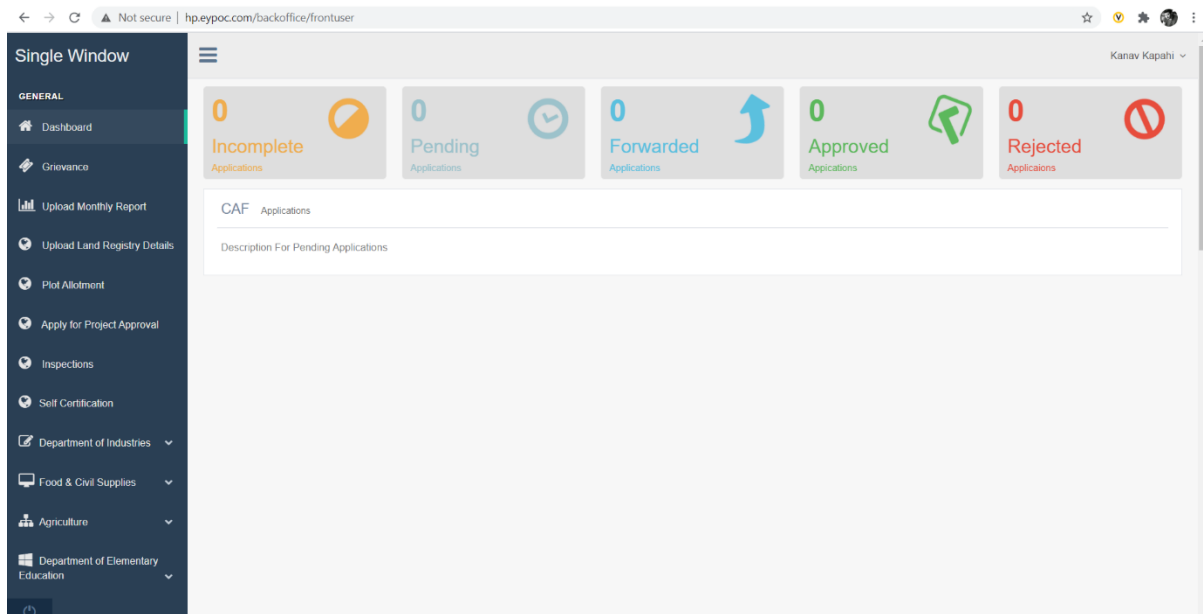 Not secure | hp.eypoc.com/backoffice/frontuser
Single Window
Kanav Kapahi
GENERAL
Dashboard
Grievance
Upload Monthly Report
Upload Land Registry Details
Plot Allotment
Apply for Project Approval
Inspections
Self Certification
Department of Industries
Food & Civil Supplies
Agriculture
Department of Elementary
Education
0
Incomplete
Applications
0
Pending
Applications
0
Forwarded
Applications
0
Approved
Appications
0
Rejected
Applicaions
CAF Applications
Description For Pending Applications